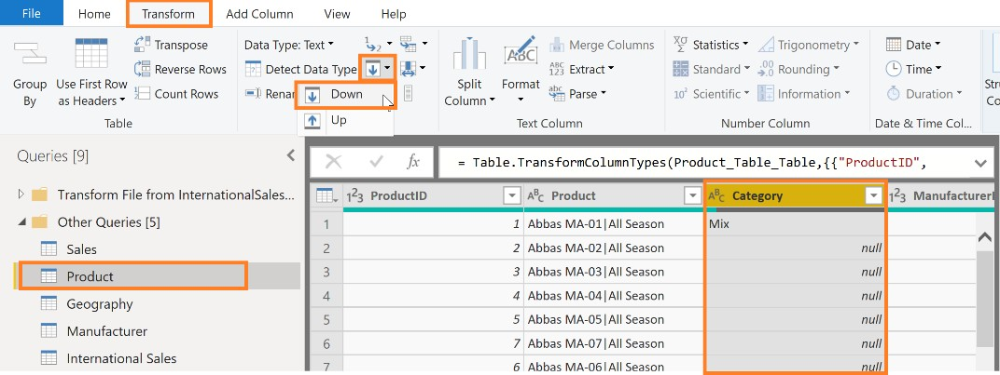 File Home Transform Add Column View Help
Transpose
Reverse Rows
Count Rows
Group
By
Use First Row
as Headers
Table
Data Type: Text
Detect Data Type
Renam
Down
Up
Split
Column
Format
Merge Columns
Extract
Parse
Text Column
Statistics
Standard
Scientific
Trigonometry
Rounding
Information
Number Column
Date
Time
Duration
Date & Time Col...
Stru
Co
Queries [9]
Transform File from InternationalSales...
Other Queries [5]
Sales
Product
Geography
Manufacturer
International Sales
fx = Table.TransformColumnTypes(Product_Table_Table,{{"ProductID",
123 ProductID ABC Product ABC Category 123 ManufacturerI
1 1 Abbas MA-01|All Season Mix
2 2 Abbas MA-02|All Season null
3 3 Abbas MA-03|All Season null
4 4 Abbas MA-04|All Season null
5 5 Abbas MA-05|All Season null
6 7 Abbas MA-07|All Season null
7 6 Abbas MA-06|All Season null